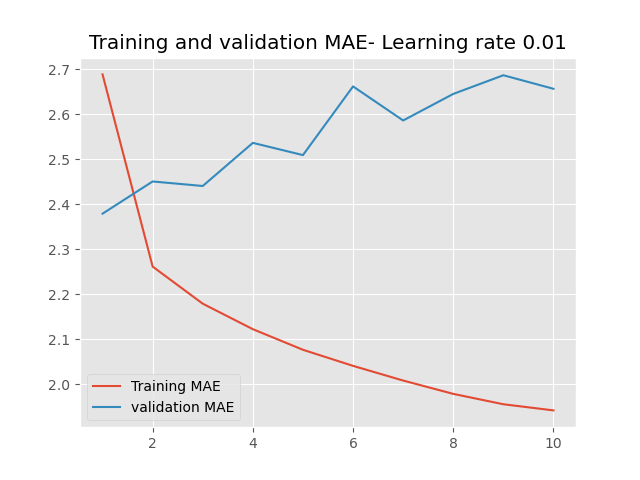 Training and validation MAE- Learning rate 0.01
2.7
2.6
2.5
2.4
2.3
2.2
2.1
2.0
Training MAE
validation MAE
2 4 6 8 10